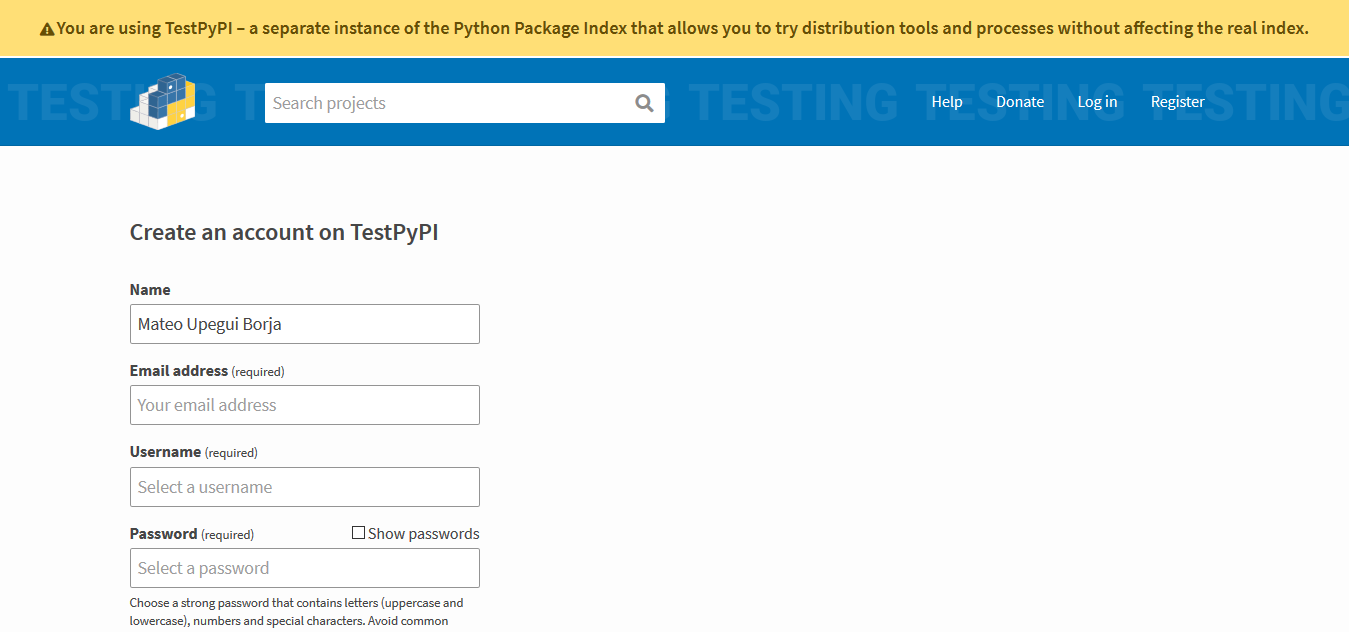 You are using TestPyPI – a separate instance of the Python Package Index that allows you to try distribution tools and processes without affecting the real index.
TESTING TESTING TESTING TESTING TESTING
Search projects
Help Donate Log in Register
Create an account on TestPyPI
Name
Mateo Upegui Borja
Email address (required)
Your email address
Username (required)
Select a username
Password (required) Show passwords
Select a password
Choose a strong password that contains letters (uppercase and
lowercase), numbers and special characters. Avoid common